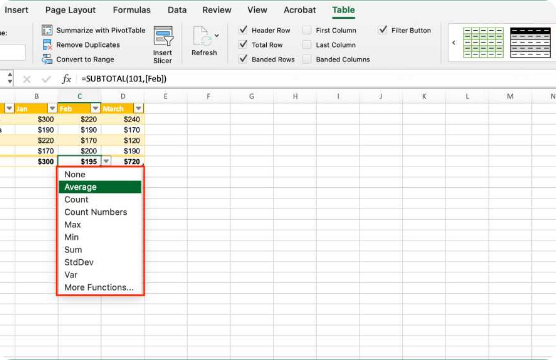 Insert Page Layout Formulas Data Review View Acrobat Table
Summarize with PivotTable
Remove Duplicates
Convert to Range
Insert
Slicer
Refresh
Header Row First Column Filter Button
Total Row Last Column
Banded Rows Banded Columns
fx =SUBTOTAL(101,[Feb])
B C D E F G H I J K L M N
Jan Feb March
$300 $220 $240
$190 $190 $170
$220 $170 $120
$170 $200 $190
$300 $195 $720
None
Average
Count
Count Numbers
Max
Min
Sum
StdDev
Var
More Functions...